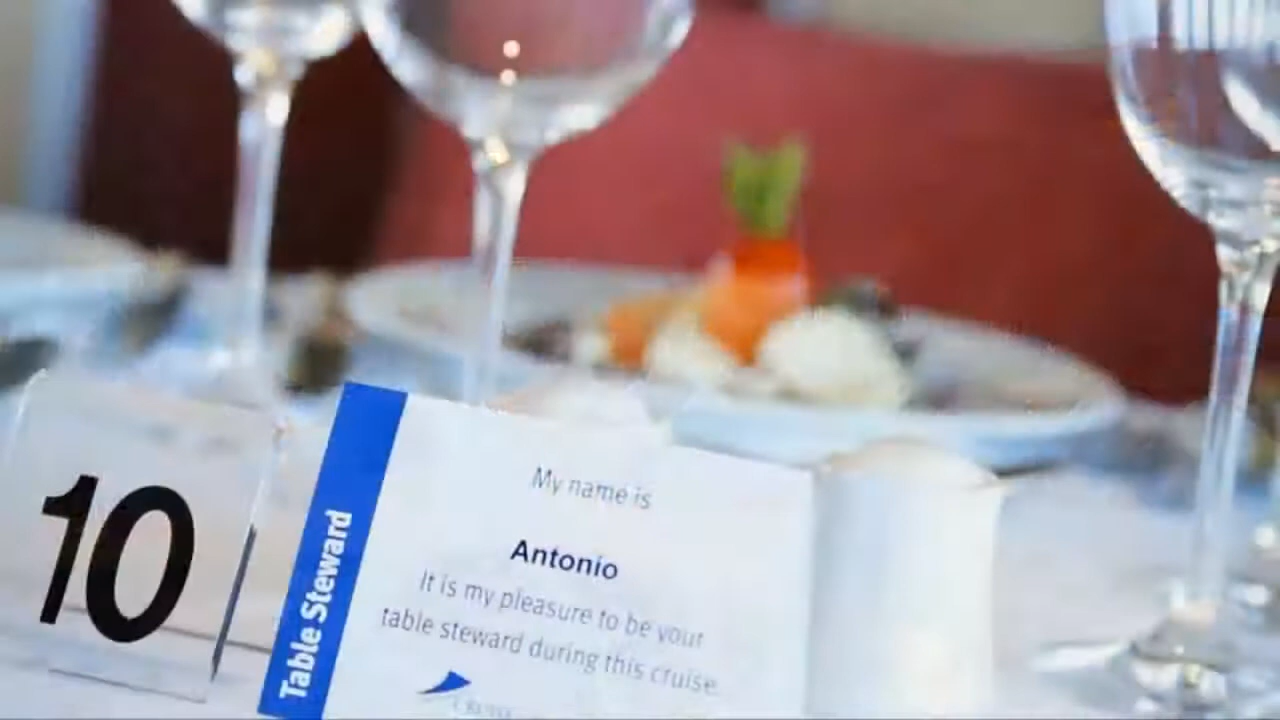 10
Table Steward
My name is
Antonio
It is my pleasure to be your
table steward during this cruise.